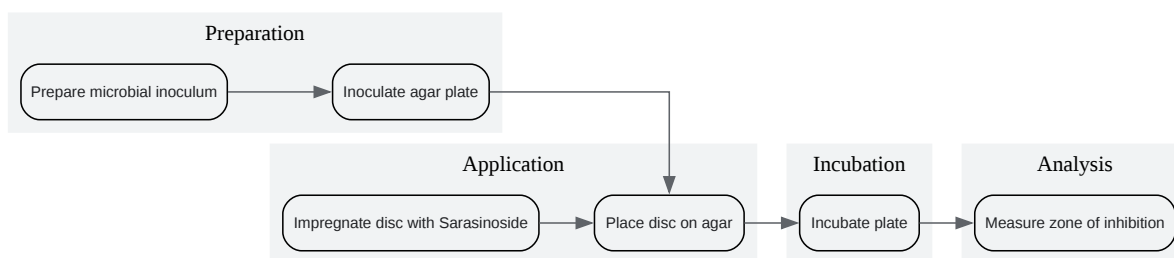 Preparation
Prepare microbial inoculum
Inoculate agar plate
Application
Impregnate disc with Sarasinoside
Place disc on agar
Incubation
Incubate plate
Analysis
Measure zone of inhibition